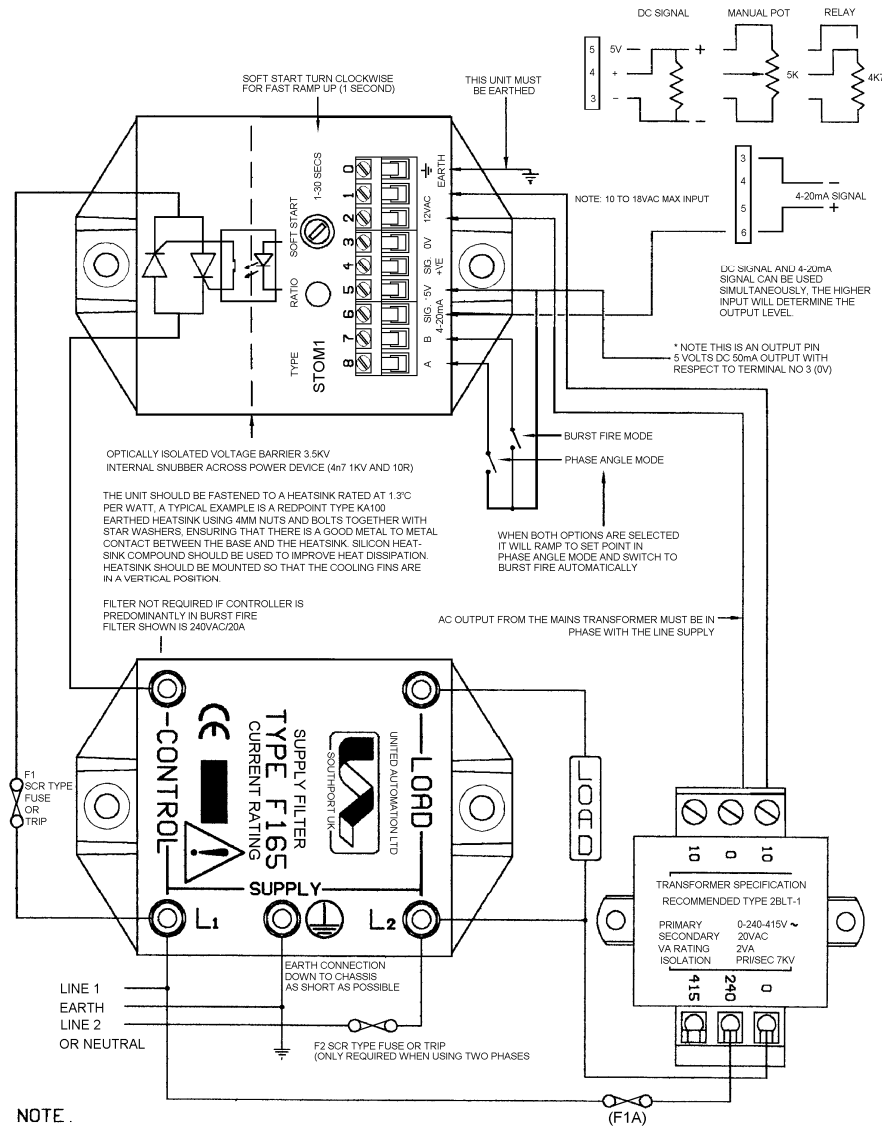 DC SIGNAL
MANUAL POT
RELAY
5 5V - +
4 +
3 - -
5K
4K7
SOFT START TURN CLOCKWISE
FOR FAST RAMP UP (1 SECOND)
THIS UNIT MUST
BE EARTHED
3
4
5
6
4-20mA SIGNAL
-
+
NOTE: 10 TO 18VAC MAX INPUT
DC SIGNAL AND 4-20mA
SIGNAL CAN BE USED
SIMULTANEOUSLY, THE HIGHER
INPUT WILL DETERMINE THE
OUTPUT LEVEL.
* NOTE THIS IS AN OUTPUT PIN
5 VOLTS DC 50mA OUTPUT WITH
RESPECT TO TERMINAL NO 3 (0V)
1-30 SECS
SOFT START
RATIO
TYPE
STOM1
0
1
2
3
4
5
6
7
8
EARTH
12VAC
0V
SIG. +VE
5V
SIG. 4-20mA
B
A
BURST FIRE MODE
PHASE ANGLE MODE
OPTICALLY ISOLATED VOLTAGE BARRIER 3.5KV
INTERNAL SNUBBER ACROSS POWER DEVICE (4n7 1KV AND 10R)
THE UNIT SHOULD BE FASTENED TO A HEATSINK RATED AT 1.3°C
PER WATT, A TYPICAL EXAMPLE IS A REDPOINT TYPE KA100
EARTHED HEATSINK USING 4MM NUTS AND BOLTS TOGETHER WITH
STAR WASHERS, ENSURING THAT THERE IS A GOOD METAL TO METAL
CONTACT BETWEEN THE BASE AND THE HEATSINK. SILICON HEAT-
SINK COMPOUND SHOULD BE USED TO IMPROVE HEAT DISSIPATION.
HEATSINK SHOULD BE MOUNTED SO THAT THE COOLING FINS ARE
IN A VERTICAL POSITION.
WHEN BOTH OPTIONS ARE SELECTED
IT WILL RAMP TO SET POINT IN
PHASE ANGLE MODE AND SWITCH TO
BURST FIRE AUTOMATICALLY
FILTER NOT REQUIRED IF CONTROLLER IS
PREDOMINANTLY IN BURST FIRE
FILTER SHOWN IS 240VAC/20A
AC OUTPUT FROM THE MAINS TRANSFORMER MUST BE IN
PHASE WITH THE LINE SUPPLY
F1
SCR TYPE
FUSE
OR
TRIP
CONTROL
CE
!
SUPPLY FILTER
TYPE F165
CURRENT RATING
UNITED AUTOMATION LTD
SOUTHPORT UK
LOAD
SUPPLY
L1
L2
LOAD
10 0 10
TRANSFORMER SPECIFICATION
RECOMMENDED TYPE 2BLT-1
PRIMARY 0-240-415V ~
SECONDARY 20VAC
VA RATING 2VA
ISOLATION PRI/SEC 7KV
415 240 0
EARTH CONNECTION
DOWN TO CHASSIS
AS SHORT AS POSSIBLE
LINE 1
EARTH
LINE 2
OR NEUTRAL
F2 SCR TYPE FUSE OR TRIP
(ONLY REQUIRED WHEN USING TWO PHASES
(F1A)
NOTE.